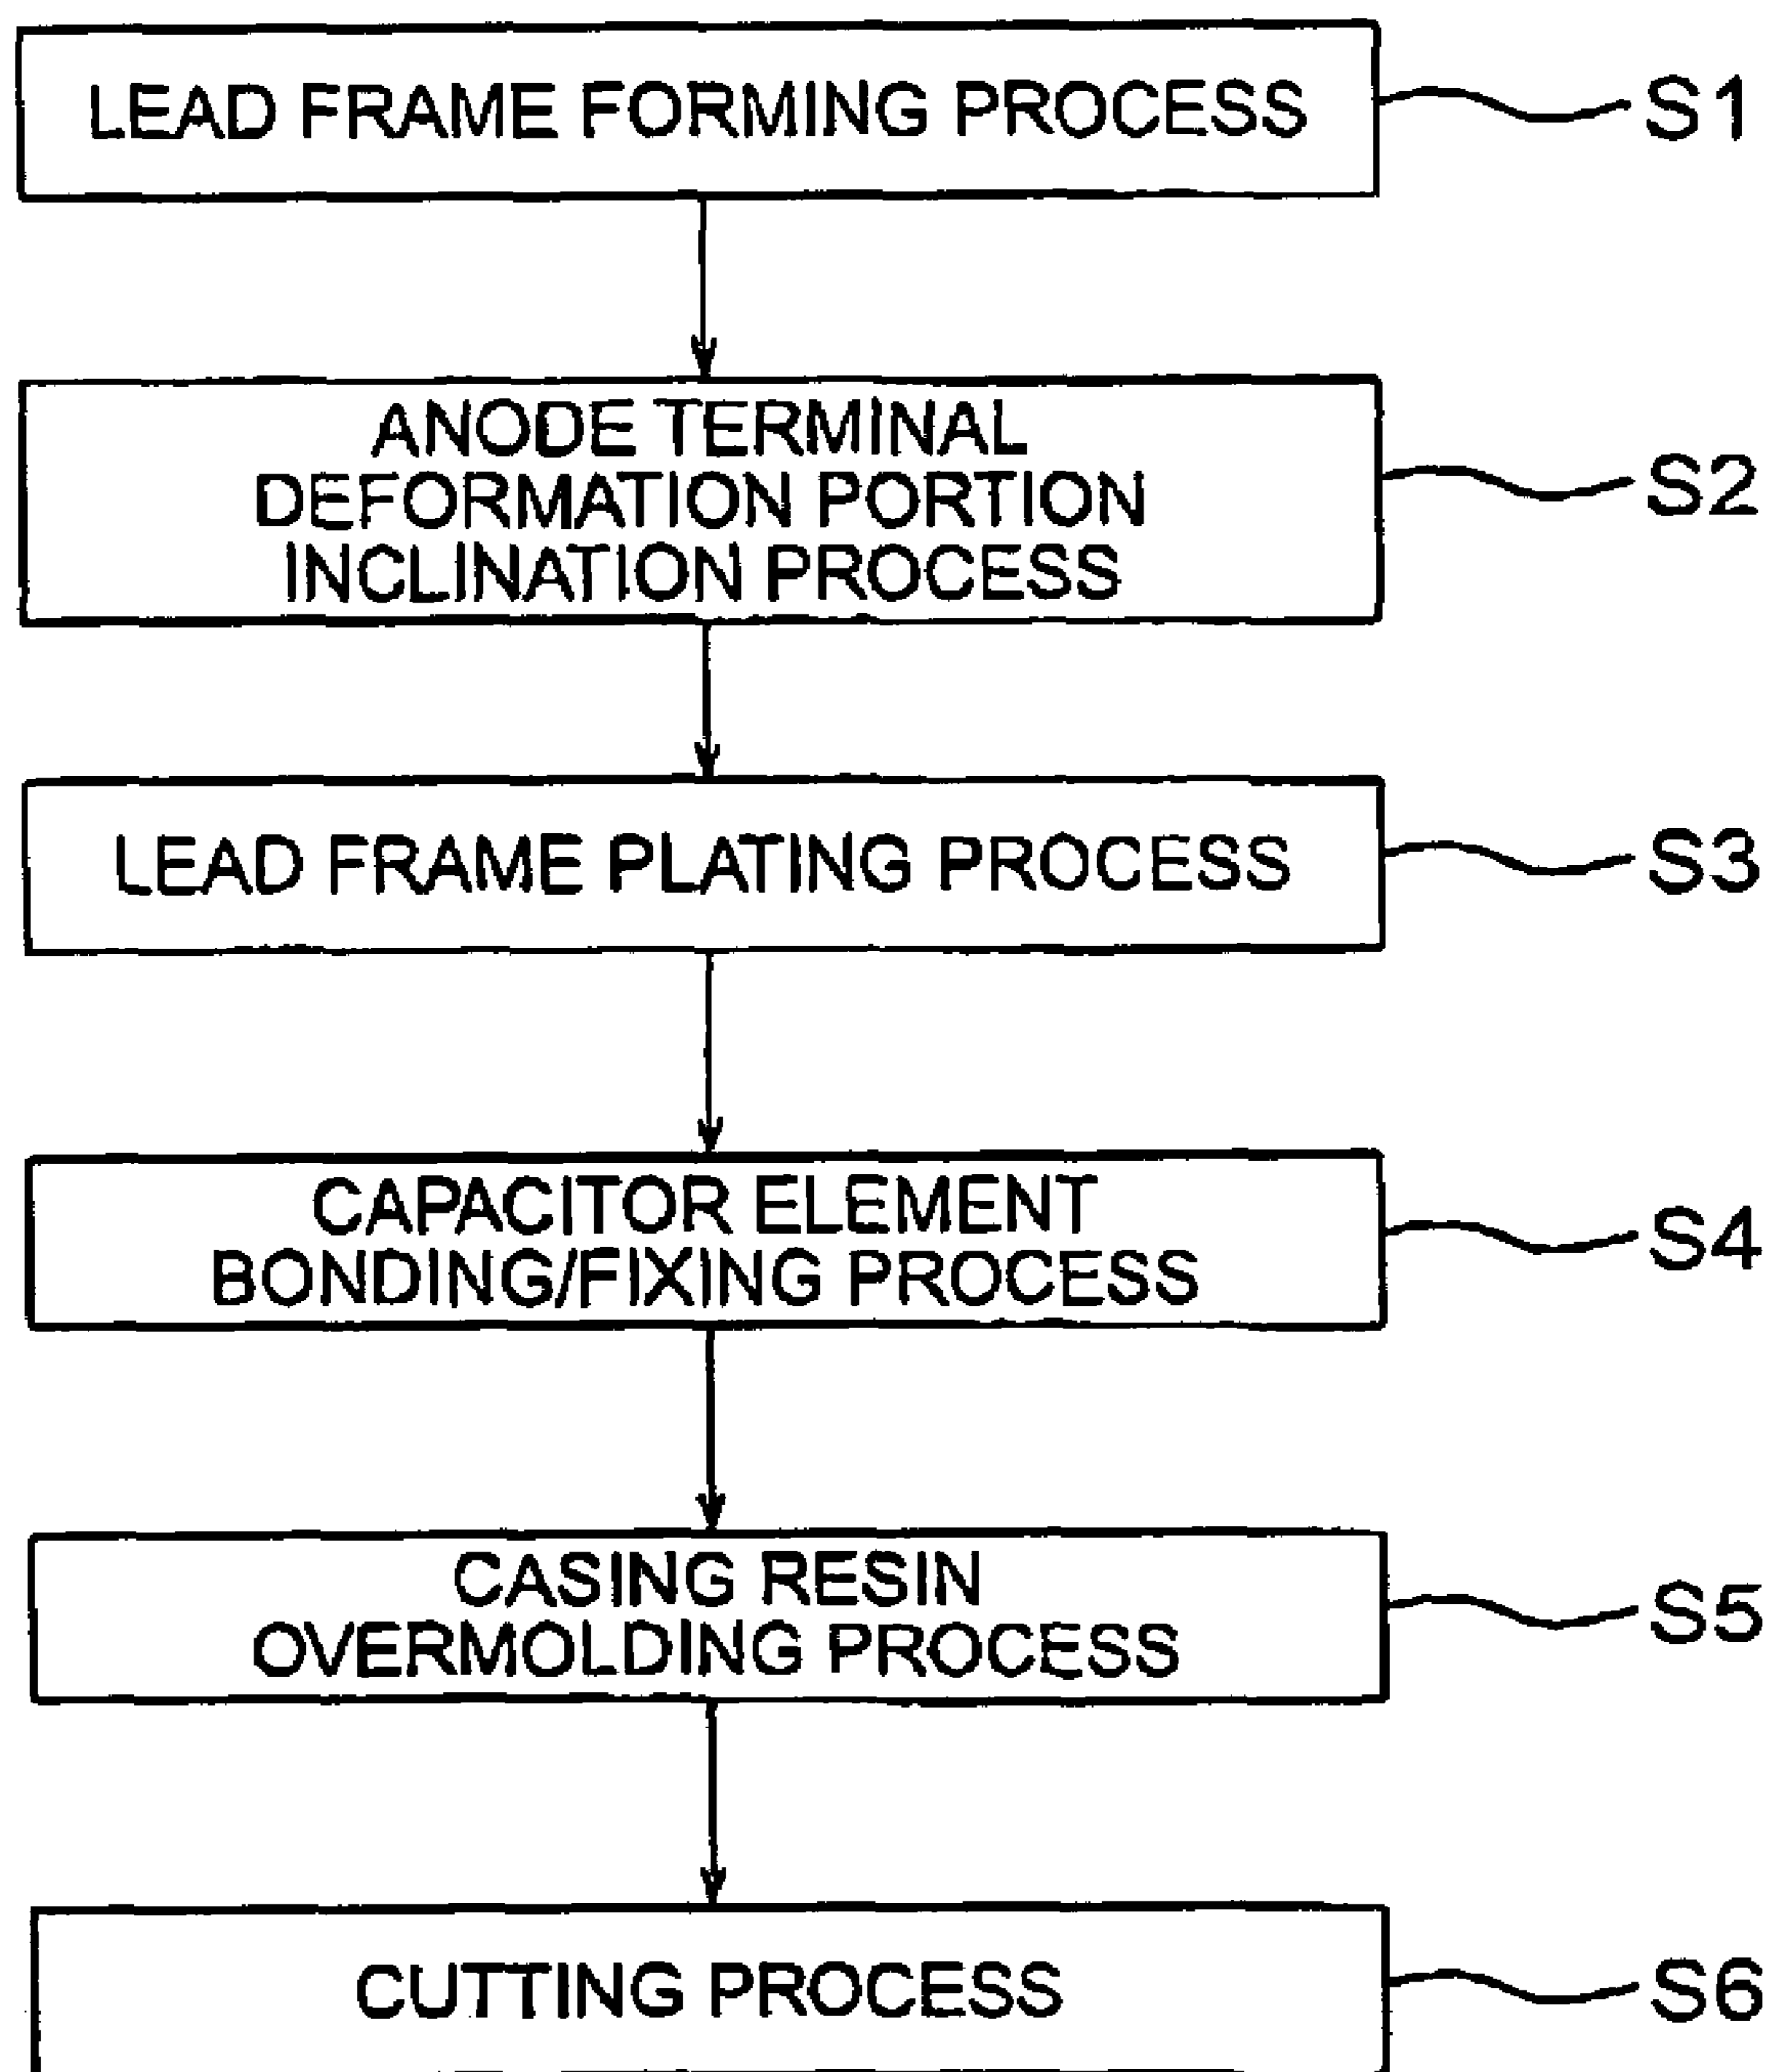 LEAD FRAME FORMING PROCESS
S1
ANODE TERMINAL
DEFORMATION PORTION
INCLINATION PROCESS
S2
LEAD FRAME PLATING PROCESS
S3
CAPACITOR ELEMENT
BONDING/FIXING PROCESS
S4
CASING RESIN
OVERMOLDING PROCESS
S5
CUTTING PROCESS
S6